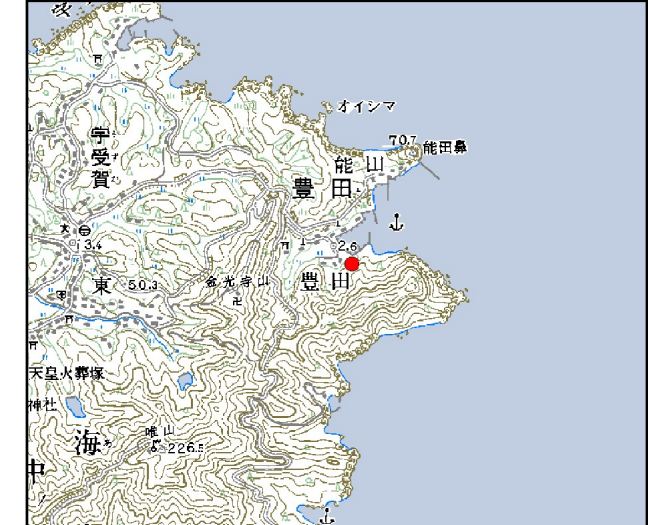 オイシマ
70.7
能田鼻
宇受賀
能山
豊田
2.6
13.4
豊田
東
50.3
金光寺山
天皇火葬塚
神社
海
唯山
226.5
中